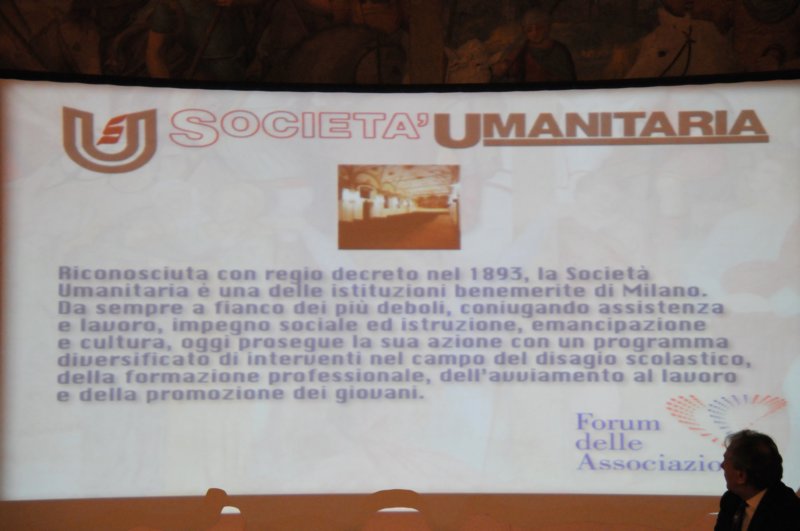 SOCIETA' UMANITARIA
Riconosciuta con regio decreto nel 1893, la Società
Umanitaria è una delle istituzioni benemerite di Milano.
Da sempre a fianco dei più deboli, coniugando assistenza
e lavoro, impegno sociale ed istruzione, emancipazione
e cultura, oggi prosegue la sua azione con un programma
diversificato di interventi nel campo del disagio scolastico,
della formazione professionale, dell'avviamento al lavoro
e della promozione dei giovani.
Forum
delle
Associazio